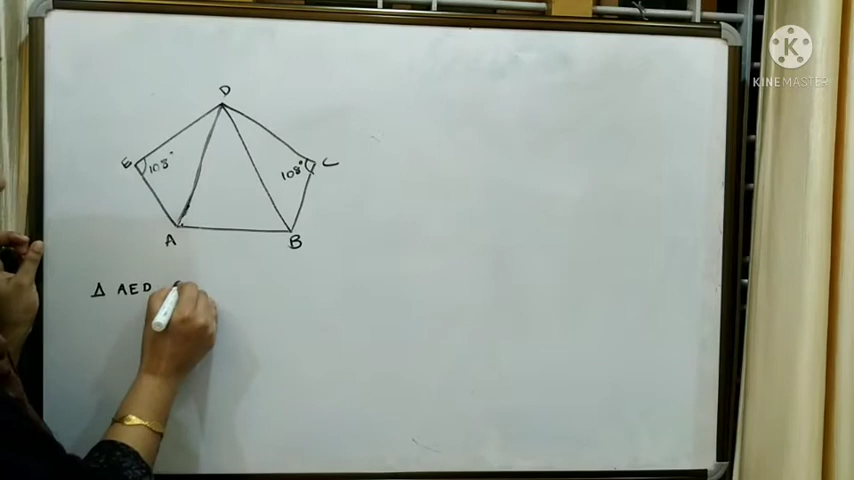 D
E 108°
108° C
A
B
Δ AED
K
KINEMASTER